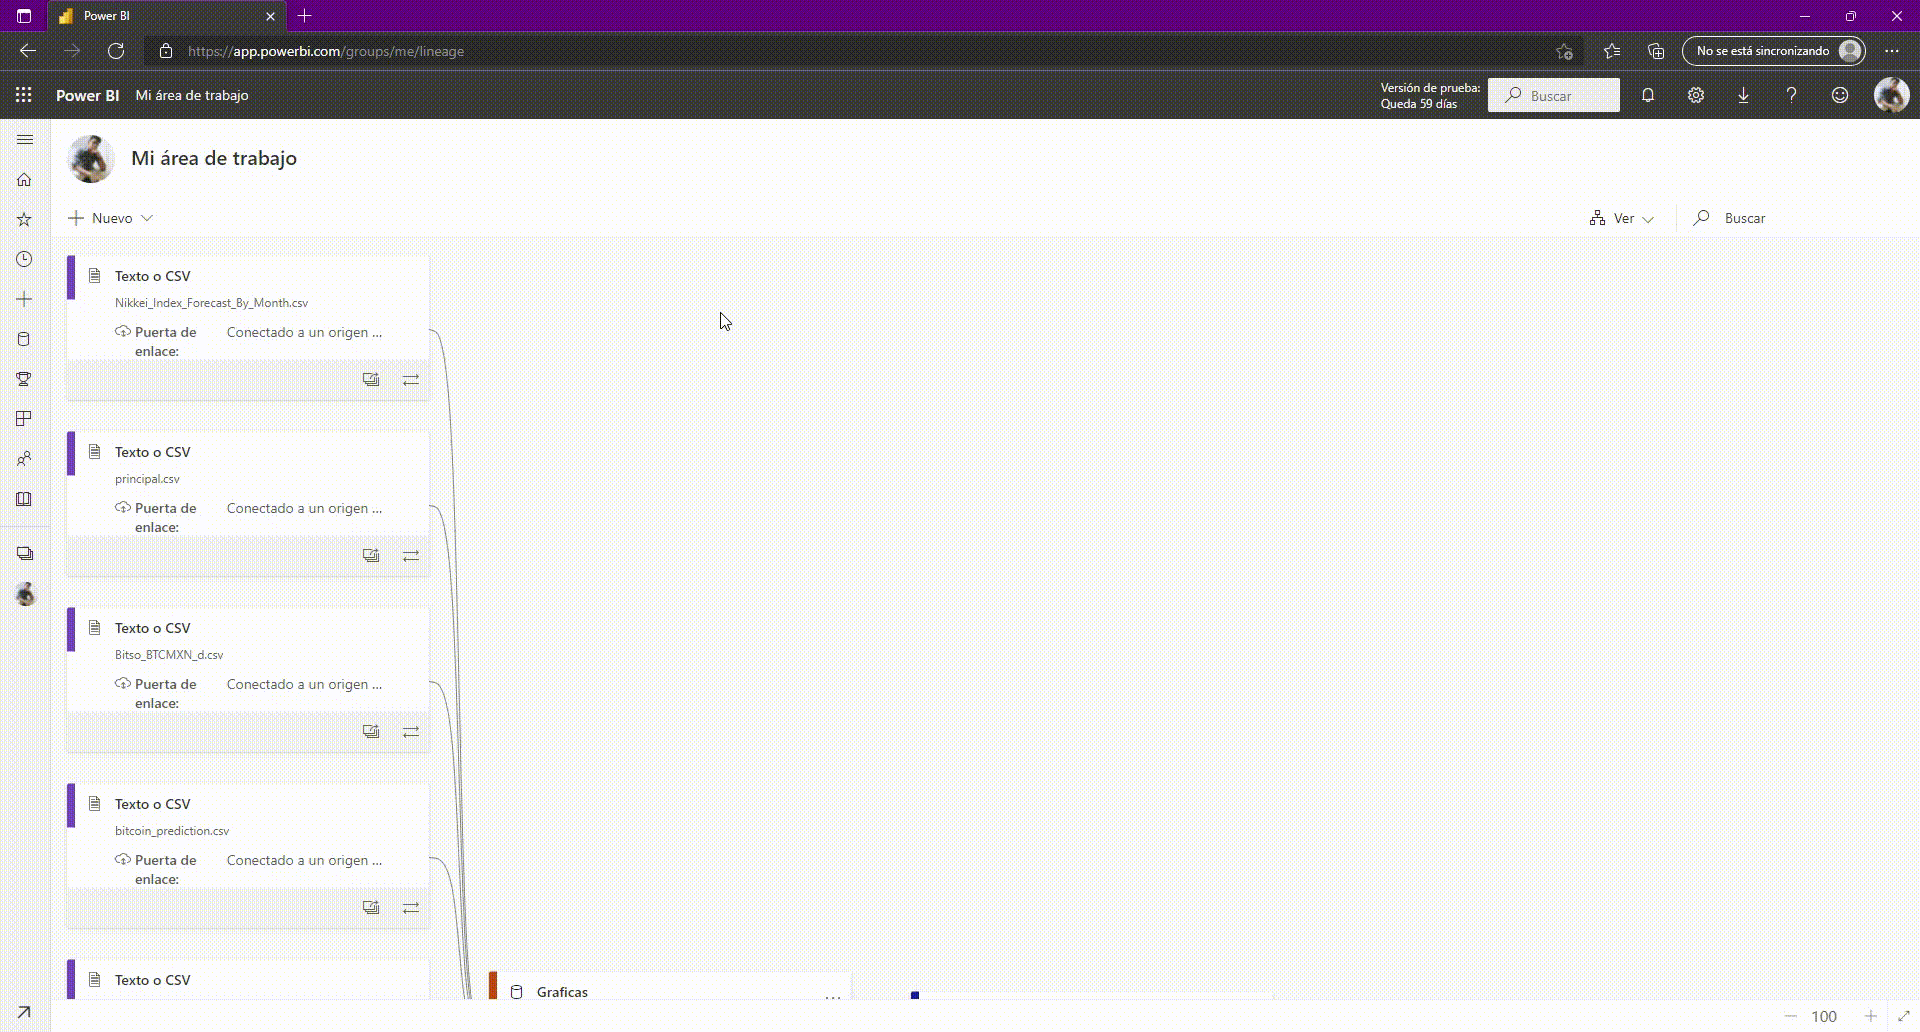 Power BI
https://app.powerbi.com/groups/me/lineage
No se está sincronizando
Power BI Mi área de trabajo
Versión de prueba:
Queda 59 días
Buscar
Mi área de trabajo
Nuevo
Ver
Buscar
Texto o CSV
Nikkei_Index_Forecast_By_Month.csv
Puerta de enlace:
Conectado a un origen ...
Texto o CSV
principal.csv
Puerta de enlace:
Conectado a un origen ...
Texto o CSV
Bitso_BTCMXN_d.csv
Puerta de enlace:
Conectado a un origen ...
Texto o CSV
bitcoin_prediction.csv
Puerta de enlace:
Conectado a un origen ...
Texto o CSV
Graficas
100